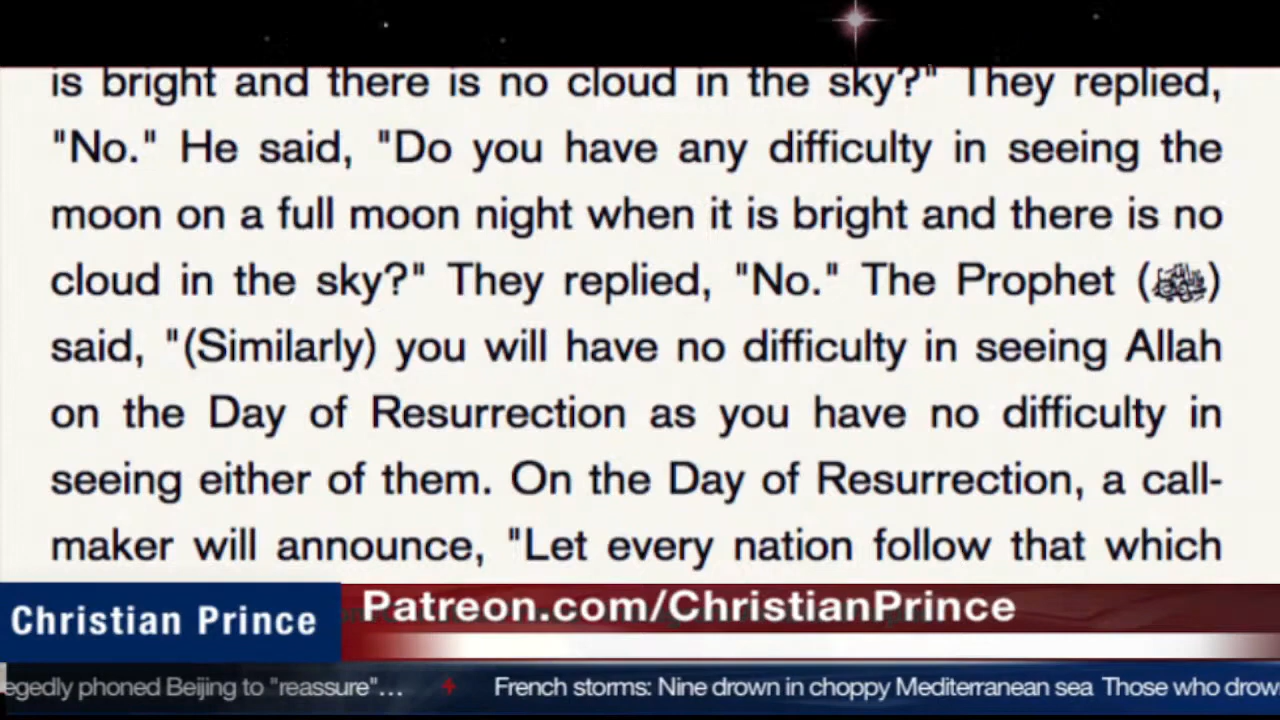 is bright and there is no cloud in the sky?" They replied,
"No." He said, "Do you have any difficulty in seeing the
moon on a full moon night when it is bright and there is no
cloud in the sky?" They replied, "No." The Prophet (ﷺ)
said, "(Similarly) you will have no difficulty in seeing Allah
on the Day of Resurrection as you have no difficulty in
seeing either of them. On the Day of Resurrection, a call-
maker will announce, "Let every nation follow that which
Christian Prince
Patreon.com/ChristianPrince
egedly phoned Beijing to "reassure"... French storms: Nine drown in choppy Mediterranean sea Those who drow